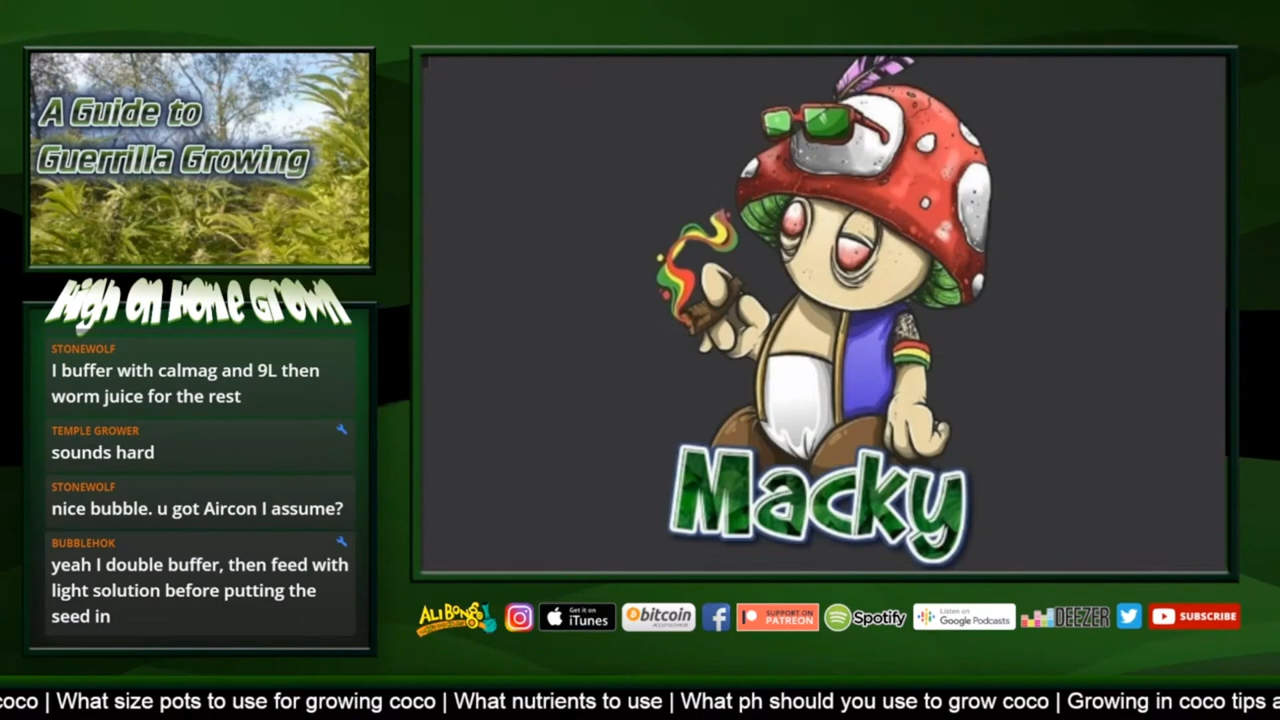 A Guide to
Guerrilla Growing
High on Home Grown
STONEWOLF
I buffer with calmag and 9L then
worm juice for the rest
TEMPLE GROWER
sounds hard
STONEWOLF
nice bubble. u got Aircon I assume?
BUBBLEHOK
yeah I double buffer, then feed with
light solution before putting the
seed in
Macky
ALI BONGO
Get it on
iTunes
bitcoin
SUPPORT ON
PATREON
Spotify
Listen on
Google Podcasts
DEEZER
SUBSCRIBE
coco | What size pots to use for growing coco | What nutrients to use | What ph should you use to grow coco | Growing in coco tips a